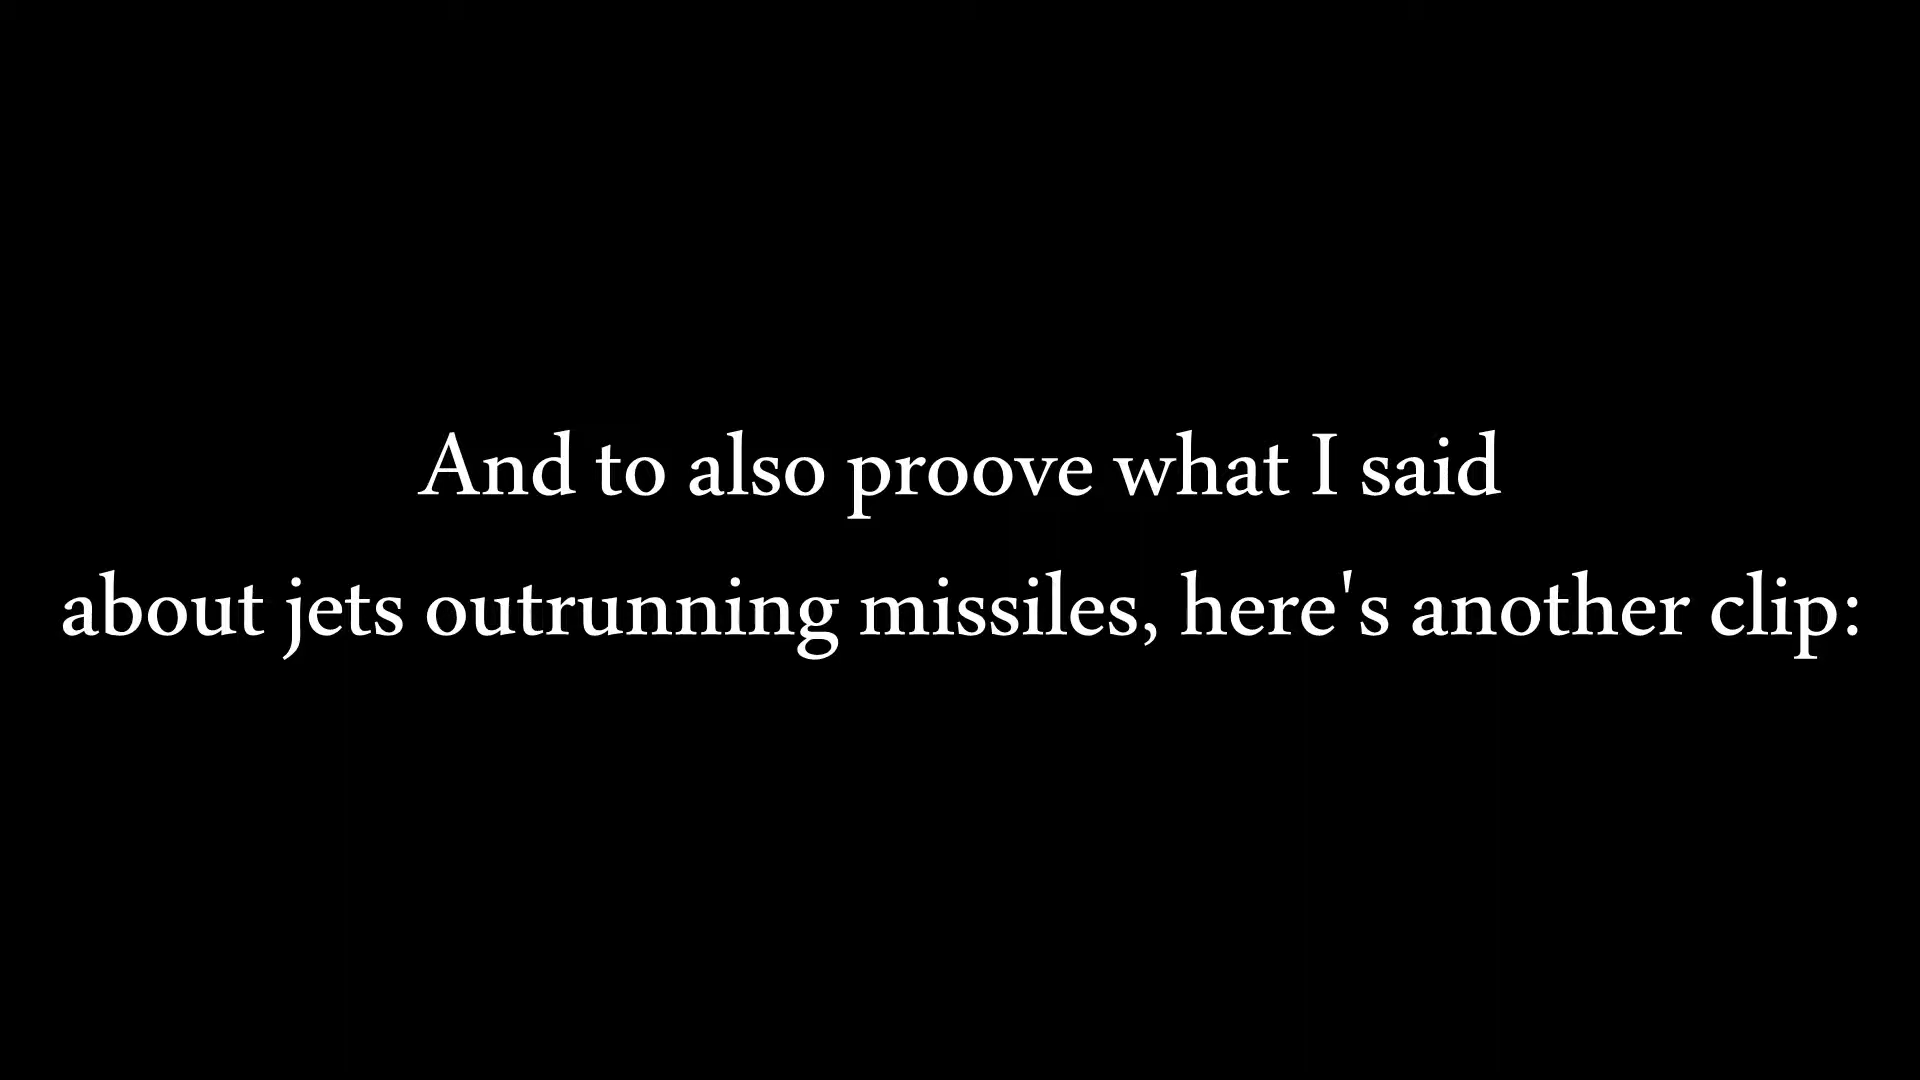 And to also proove what I said
about jets outrunning missiles, here's another clip: